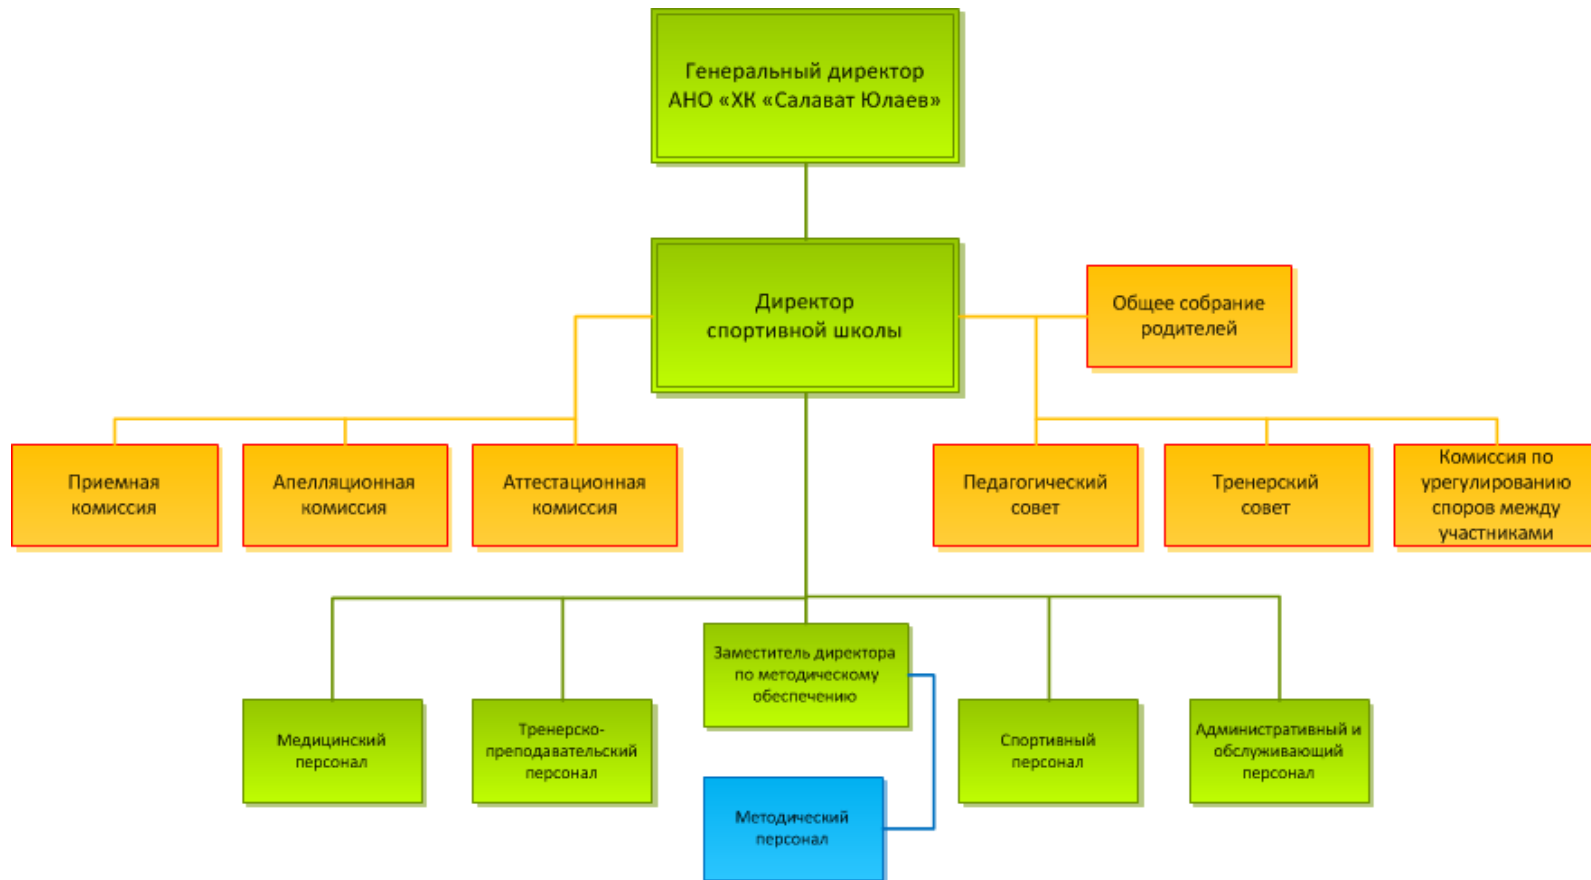 Генеральный директор
АНО «ХК «Салават Юлаев»
Директор
спортивной школы
Общее собрание
родителей
Приемная
комиссия
Апелляционная
комиссия
Аттестационная
комиссия
Педагогический
совет
Тренерский
совет
Комиссия по
урегулированию
споров между
участниками
Заместитель директора
по методическому
обеспечению
Медицинский
персонал
Тренерско-
преподавательский
персонал
Спортивный
персонал
Административный и
обслуживающий
персонал
Методический
персонал